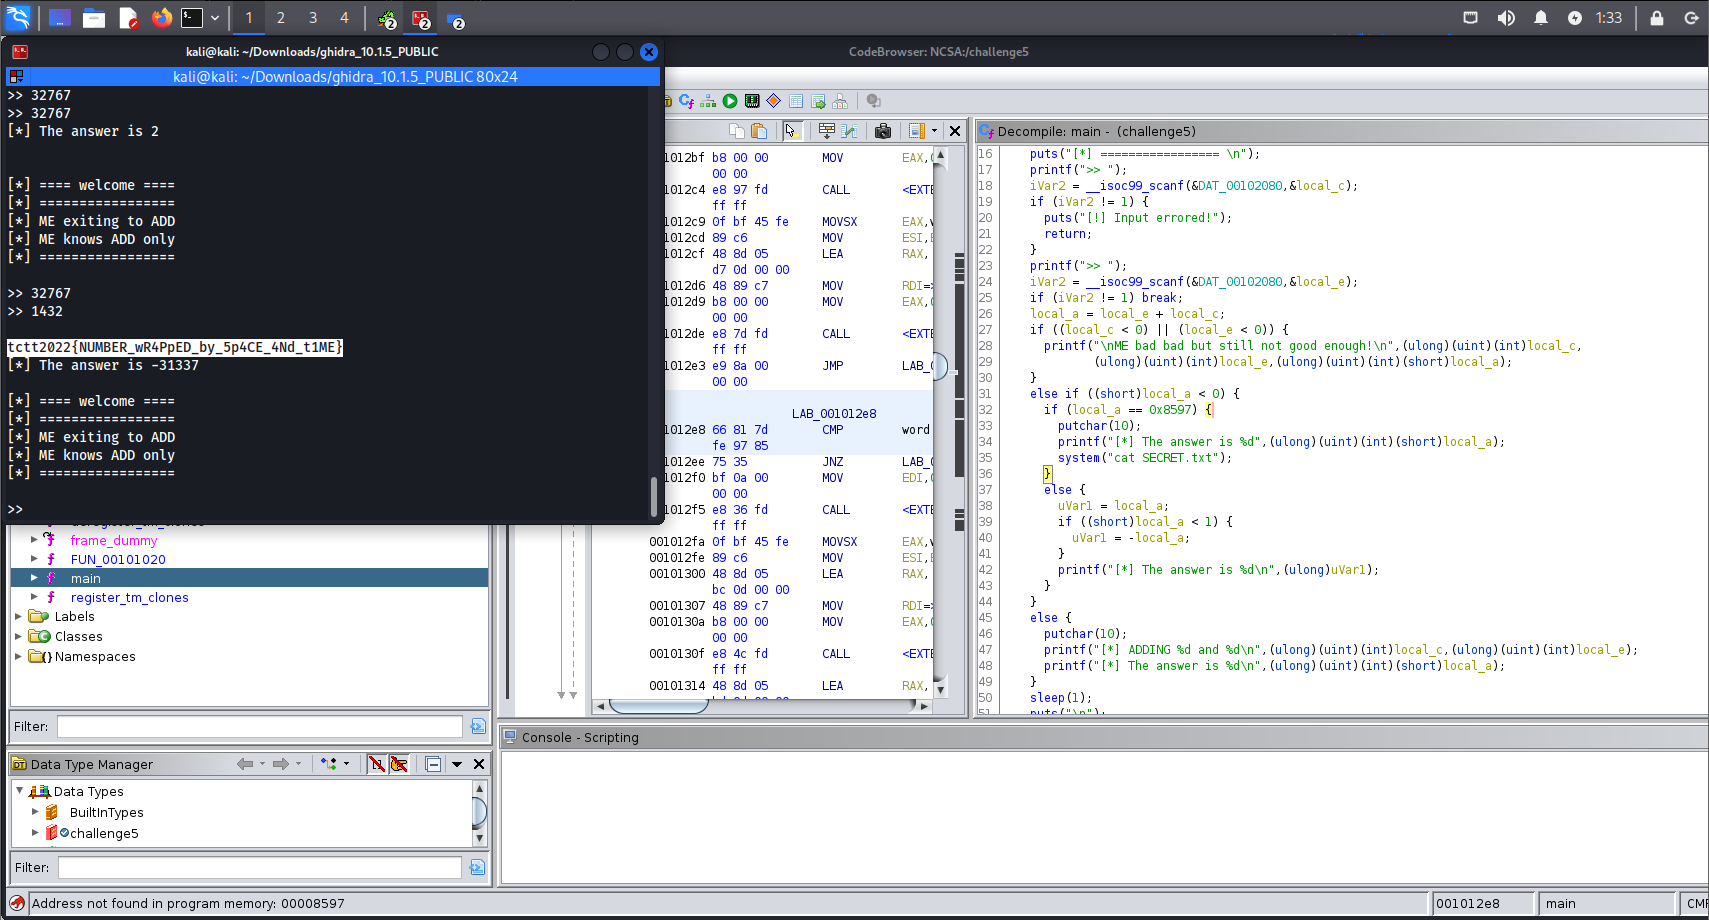 1 2 3 4 2 2 2 1:33
kali@kali: ~/Downloads/ghidra_10.1.5_PUBLIC
kali@kali: ~/Downloads/ghidra_10.1.5_PUBLIC 80x24
>> 32767
>> 32767
[*] The answer is 2
[*] ==== welcome ====
[*] =================
[*] ME exiting to ADD
[*] ME knows ADD only
[*] =================
>> 32767
>> 1432
tctt2022{NUMBER_wR4PpED_by_5p4CE_4Nd_t1ME}
[*] The answer is -31337
[*] ==== welcome ====
[*] =================
[*] ME exiting to ADD
[*] ME knows ADD only
[*] =================
>>
CodeBrowser: NCSA:/challenge5
frame_dummy
FUN_00101020
main
register_tm_clones
Labels
Classes
Namespaces
Filter:
Data Type Manager
Data Types
BuiltInTypes
challenge5
Filter:
1012bf b8 00 00 MOV EAX,
00 00
1012c4 e8 97 fd CALL <EXTE
ff ff
1012c9 0f bf 45 fe MOVSX EAX,
1012cd 89 c6 MOV ESI,
1012cf 48 8d 05 LEA RAX,
d7 0d 00 00
1012d6 48 89 c7 MOV RDI=
1012d9 b8 00 00 MOV EAX,
00 00
1012de e8 7d fd CALL <EXTE
ff ff
1012e3 e9 8a 00 JMP LAB_
00 00
LAB_001012e8
1012e8 66 81 7d CMP word
fe 97 85
1012ee 75 35 JNZ LAB_
1012f0 bf 0a 00 MOV EDI,
00 00
1012f5 e8 36 fd CALL <EXTE
ff ff
001012fa 0f bf 45 fe MOVSX EAX,
001012fe 89 c6 MOV ESI,
00101300 48 8d 05 LEA RAX,
bc 0d 00 00
00101307 48 89 c7 MOV RDI=
0010130a b8 00 00 MOV EAX,
00 00
0010130f e8 4c fd CALL <EXTE
ff ff
00101314 48 8d 05 LEA RAX,
Decompile: main - (challenge5)
16 puts("[*] ================= \n");
17 printf(">> ");
18 iVar2 = __isoc99_scanf(&DAT_00102080,&local_c);
19 if (iVar2 != 1) {
20 puts("[!] Input errored!");
21 return;
22 }
23 printf(">> ");
24 iVar2 = __isoc99_scanf(&DAT_00102080,&local_e);
25 if (iVar2 != 1) break;
26 local_a = local_e + local_c;
27 if ((local_c < 0) || (local_e < 0)) {
28 printf("\nME bad bad but still not good enough!\n",(ulong)(uint)(int)local_c,
29 (ulong)(uint)(int)local_e,(ulong)(uint)(int)(short)local_a);
30 }
31 else if ((short)local_a < 0) {
32 if (local_a == 0x8597) {
33 putchar(10);
34 printf("[*] The answer is %d",(ulong)(uint)(int)(short)local_a);
35 system("cat SECRET.txt");
36 }
37 else {
38 uVar1 = local_a;
39 if ((short)local_a < 1) {
40 uVar1 = -local_a;
41 }
42 printf("[*] The answer is %d\n",(ulong)uVar1);
43 }
44 }
45 else {
46 putchar(10);
47 printf("[*] ADDING %d and %d\n",(ulong)(uint)(int)local_c,(ulong)(uint)(int)local_e);
48 printf("[*] The answer is %d\n",(ulong)(uint)(int)(short)local_a);
49 }
50 sleep(1);
51 puts("\n");
Console - Scripting
Address not found in program memory: 00008597
001012e8
main